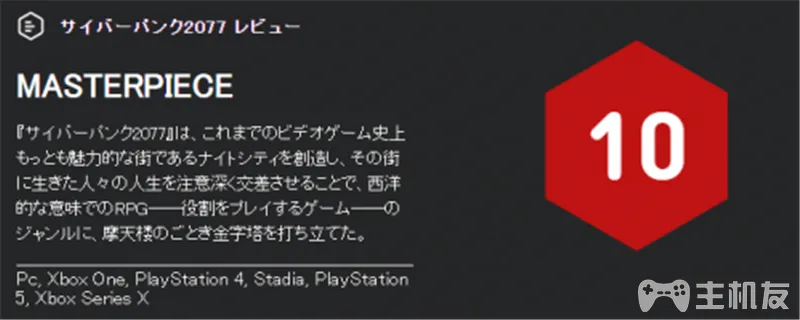 サイバーパンク2077 レビュー
MASTERPIECE
『サイバーパンク2077』は、これまでのビデオゲーム史上
もっとも魅力的な街であるナイトシティを創造し、その街
に生きた人々の人生を注意深く交差させることで、西洋
的な意味でのRPG――役割をプレイするゲーム――の
ジャンルに、摩天楼のごとき金字塔を打ち立てた。
Pc, Xbox One, PlayStation 4, Stadia, PlayStation
5, Xbox Series X
10
主机友